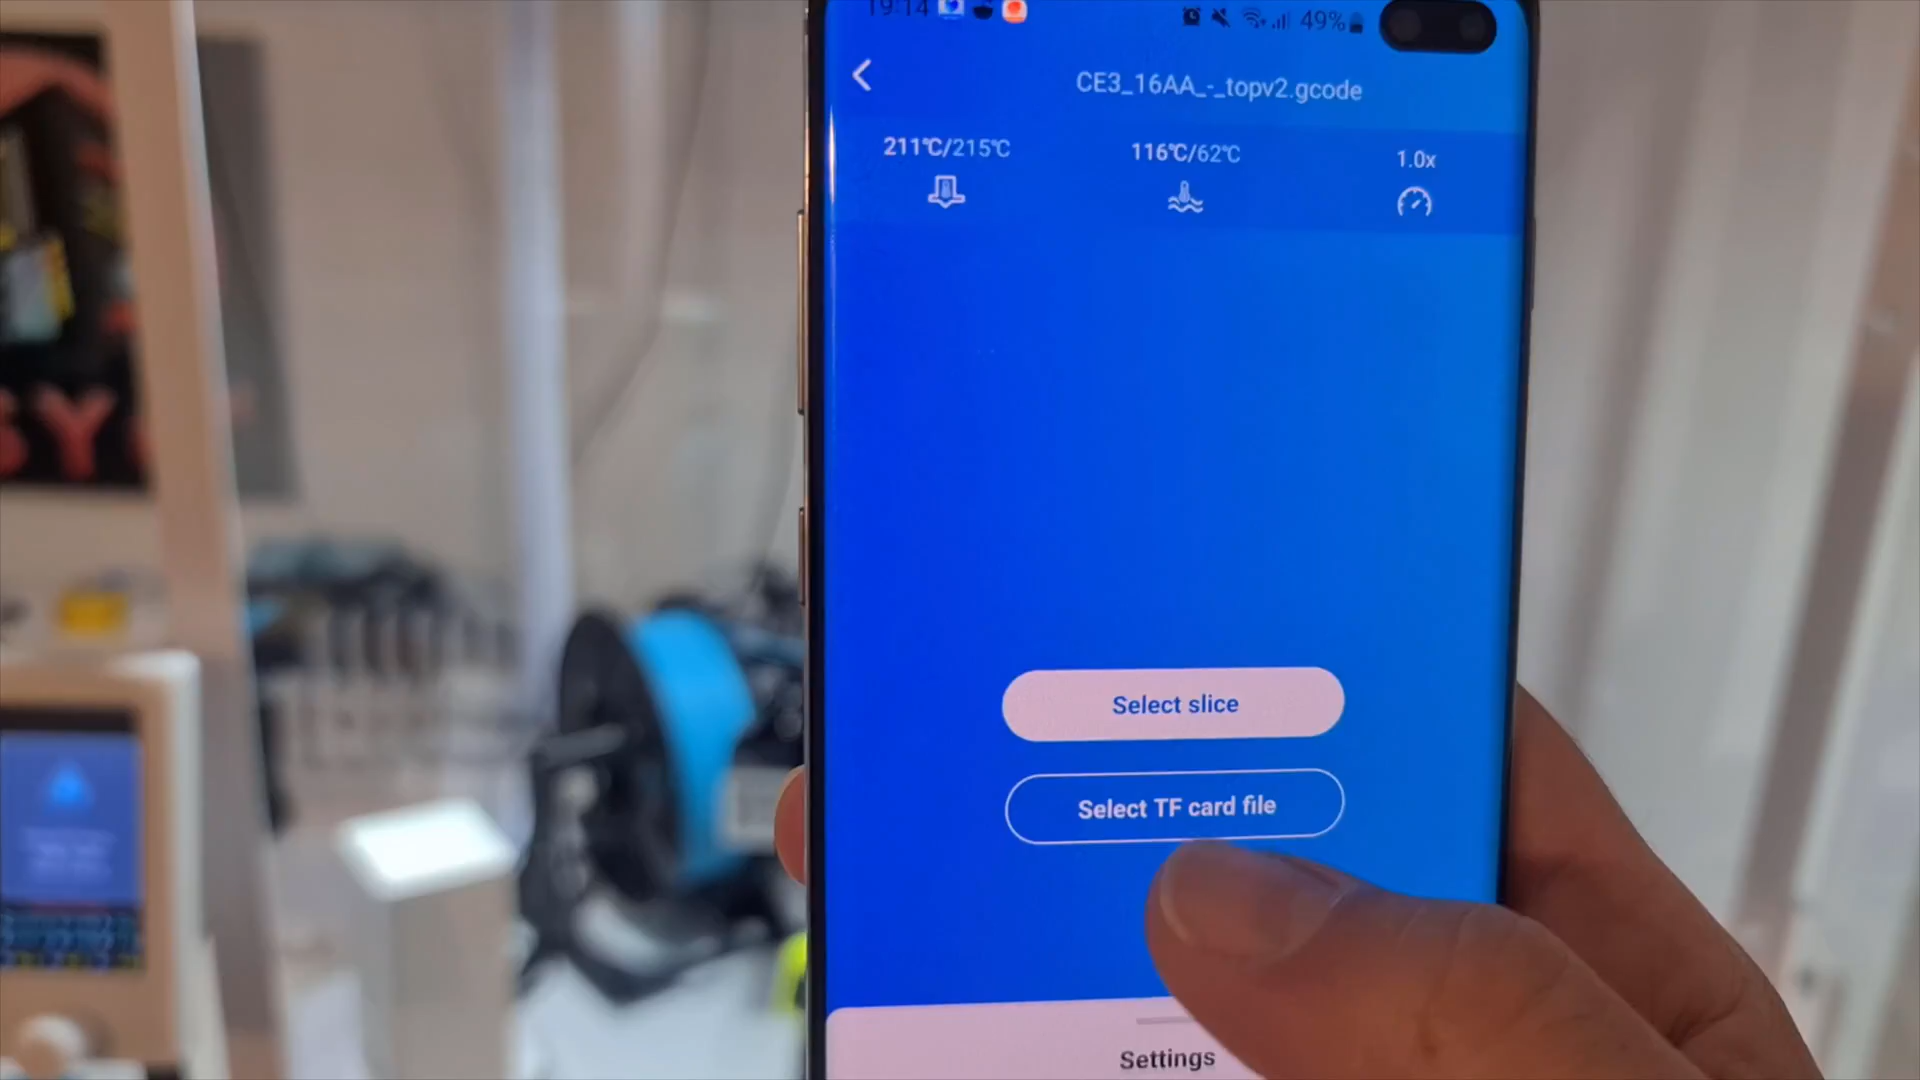 19:14
49%
CE3_16AA_-_topv2.gcode
211℃/215℃
116℃/62℃
1.0x
Select slice
Select TF card file
Settings
SY